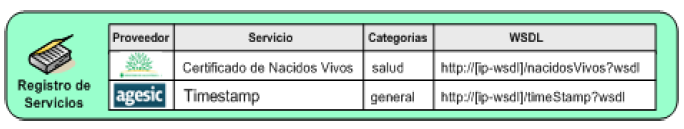 Proveedor Servicio Categorías WSDL
Certificado de Nacidos Vivos salud http://[ip-wsdl]/nacidosVivos?wsdl
Registro de
Servicios
agesic Timestamp general http://[ip-wsdl]/timeStamp?wsdl